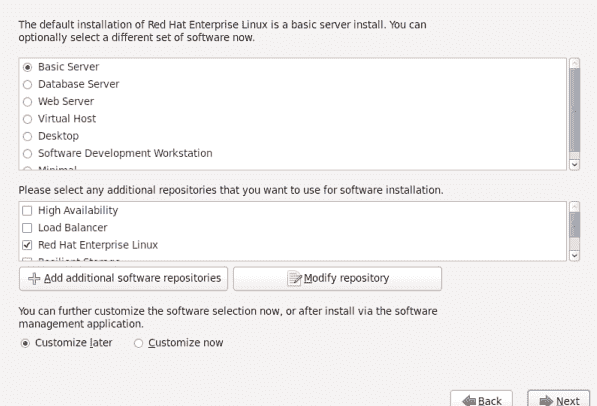 The default installation of Red Hat Enterprise Linux is a basic server install. You can
optionally select a different set of software now.
Basic Server
Database Server
Web Server
Virtual Host
Desktop
Software Development Workstation
Minimal
Please select any additional repositories that you want to use for software installation.
High Availability
Load Balancer
Red Hat Enterprise Linux
Resilient Storage
Add additional software repositories
Modify repository
You can further customize the software selection now, or after install via the software
management application.
Customize later
Customize now
Back
Next